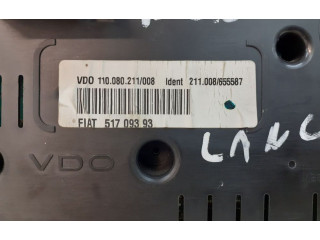 VDO 110.080.211/008 Ident 211.008/655587
FIAT 517 093 93
LANC
VDO